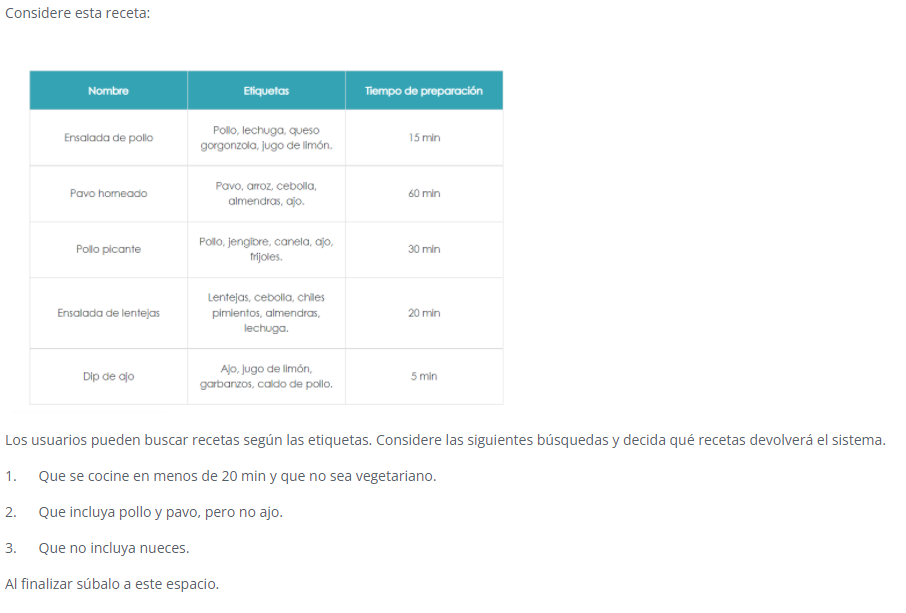 Considere esta receta:
Nombre
Etiquetas
Tiempo de preparación
Ensalada de pollo
Pollo, lechuga, queso
gorgonzola, jugo de limón.
15 min
Pavo horneado
Pavo, arroz, cebolla,
almendras, ajo.
60 min
Pollo picante
Pollo, jengibre, canela, ajo,
frijoles.
30 min
Ensalada de lentejas
Lentejas, cebolla, chiles
pimientos, almendras,
lechuga.
20 min
Dip de ajo
Ajo, jugo de limón,
garbanzos, caldo de pollo.
5 min
Los usuarios pueden buscar recetas según las etiquetas. Considere las siguientes búsquedas y decida qué recetas devolverá el sistema.
1. Que se cocine en menos de 20 min y que no sea vegetariano.
2. Que incluya pollo y pavo, pero no ajo.
3. Que no incluya nueces.
Al finalizar súbalo a este espacio.